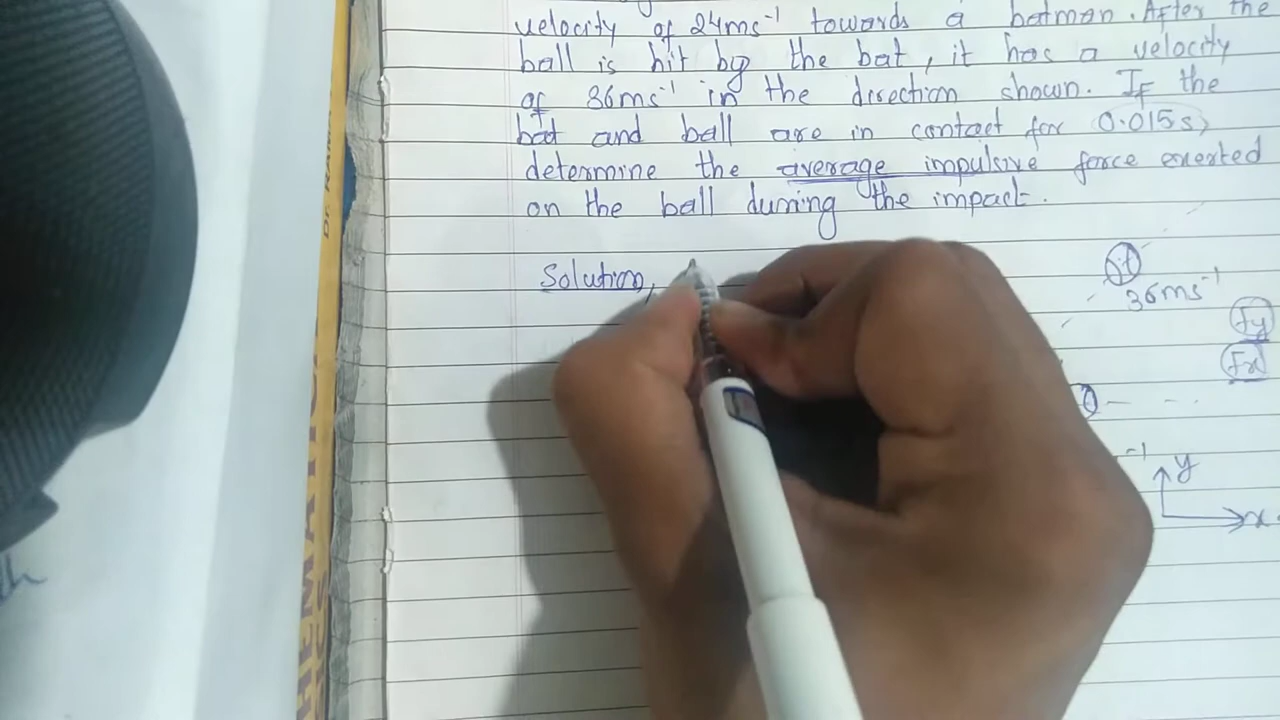 velocity of 24ms⁻¹ towards a batman. After the
ball is hit by the bat, it has a velocity
of 36ms⁻¹ in the direction shown. If the
bat and ball are in contact for 0.015s,
determine the average impulsive force exerted
on the ball durring the impact.
Solution,
36ms⁻¹
Fy
Fx
-1
y
x